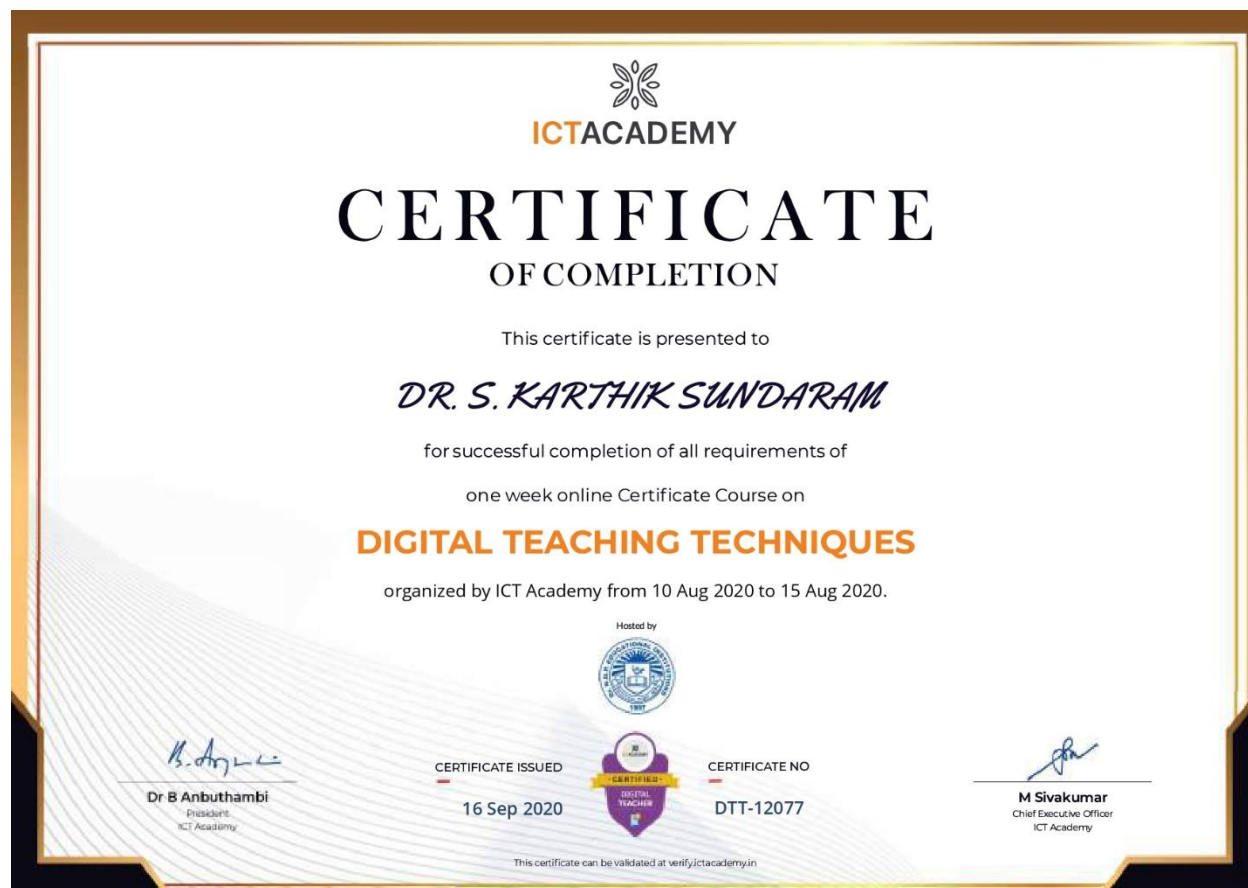 ICTACADEMY
CERTIFICATE
OF COMPLETION
This certificate is presented to
DR. S. KARTHIK SUNDARAM
for successful completion of all requirements of
one week online Certificate Course on
DIGITAL TEACHING TECHNIQUES
organized by ICT Academy from 10 Aug 2020 to 15 Aug 2020.
Hosted by
EDUCATIONAL INSTITUTIONS
1997
Dr B Anbuthambi
President
ICT Academy
CERTIFICATE ISSUED
16 Sep 2020
CERTIFIED
DIGITAL
TEACHER
CERTIFICATE NO
DTT-12077
M Sivakumar
Chief Executive Officer
ICT Academy
This certificate can be validated at verify.ictacademy.in